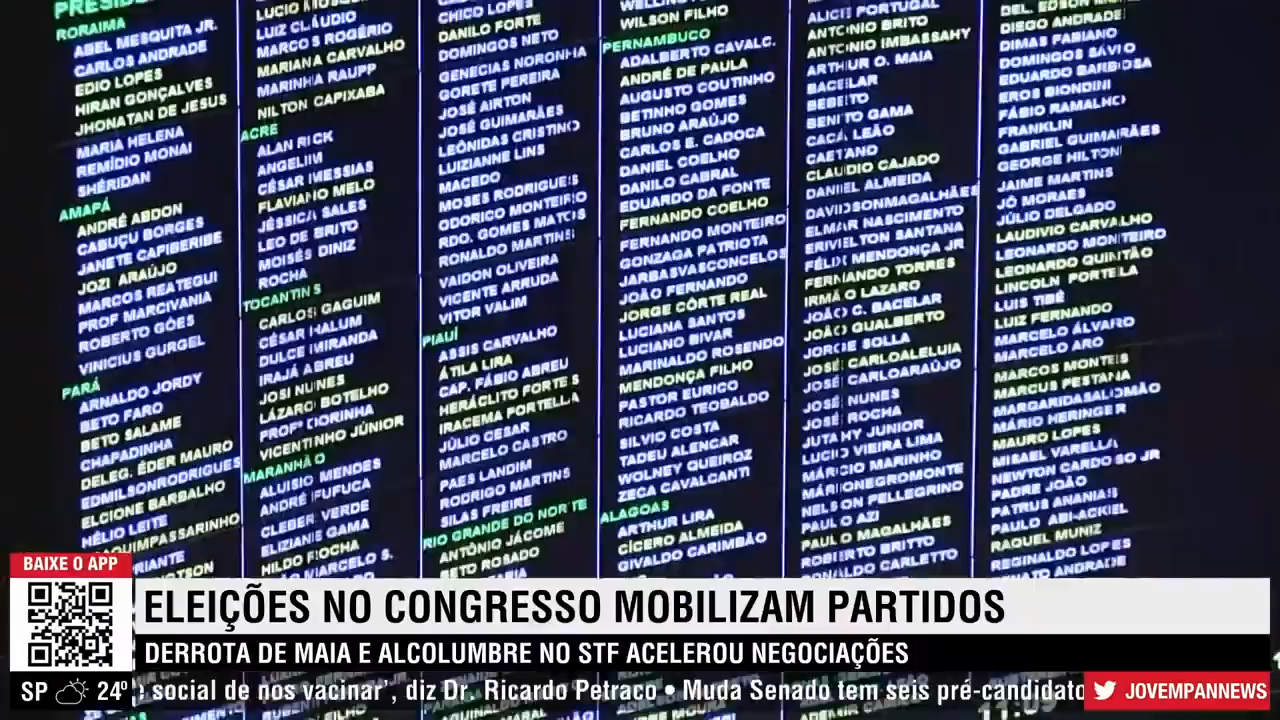 RORAIMA
ABEL MESQUITA JR.
CARLOS ANDRADE
EDIO LOPES
HIRAN GONÇALVES
JHONATAN DE JESUS
MARIA HELENA
REMÍDIO MONAI
SHÉRIDAN
AMAPÁ
ANDRÉ ABDON
CABUÇU BORGES
JANETE CAPIBERIBE
JOZI ARAÚJO
MARCOS REATEGUI
PROF MARCIVANIA
ROBERTO GÓES
VINICIUS GURGEL
PARÁ
ARNALDO JORDY
BETO FARO
BETO SALAME
CHAPADINHA
DELEG. ÉDER MAURO
EDMILSONRODRIGUES
ELCIONE BARBALHO
HÉLIO LEITE
LUIZ CLÁUDIO
MARCOS ROGÉRIO
MARIANA CARVALHO
MARINHA RAUPP
NILTON CAPIXABA
ACRE
ALAN RICK
ANGELIM
CÉSAR MESSIAS
FLAVIANO MELO
JÉSSICA SALES
LEO DE BRITO
MOISÉS DINIZ
ROCHA
TOCANTINS
CARLOS GAGUIM
CÉSAR HALUM
DULCE MIRANDA
IRAJÁ ABREU
JOSI NUNES
LÁZARO BOTELHO
PROFª DORINHA
VICENTINHO JÚNIOR
MARANHÃO
ALUISIO MENDES
ANDRÉ FUFUCA
CLEBER VERDE
ELIZIANE GAMA
HILDO ROCHA
CHICO LOPES
DANILO FORTE
DOMINGOS NETO
GENECIAS NORONHA
GORETE PEREIRA
JOSÉ AIRTON
JOSÉ GUIMARÃES
LEÔNIDAS CRISTINO
LUIZIANNE LINS
MACEDO
MOSES RODRIGUES
ODORICO MONTEIRO
RDO. GOMES MATOS
RONALDO MARTINS
VAIDON OLIVEIRA
VICENTE ARRUDA
VITOR VALIM
PIAUÍ
ASSIS CARVALHO
ÁTILA LIRA
CAP. FÁBIO ABREU
HERÁCLITO FORTES
IRACEMA PORTELLA
JÚLIO CESAR
MARCELO CASTRO
PAES LANDIM
RODRIGO MARTINS
SILAS FREIRE
RIO GRANDE DO NORTE
ANTÔNIO JÁCOME
BETO ROSADO
WILSON FILHO
PERNAMBUCO
ADALBERTO CAVALC.
ANDRÉ DE PAULA
AUGUSTO COUTINHO
BETINHO GOMES
BRUNO ARAÚJO
CARLOS E. CADOCA
DANIEL COELHO
DANILO CABRAL
EDUARDO DA FONTE
FERNANDO COELHO
FERNANDO MONTEIRO
GONZAGA PATRIOTA
JARBASVASCONCELOS
JOÃO FERNANDO
JORGE CÔRTE REAL
LUCIANA SANTOS
LUCIANO BIVAR
MARINALDO ROSENDO
MENDONÇA FILHO
PASTOR EURICO
RICARDO TEOBALDO
SILVIO COSTA
TADEU ALENCAR
WOLNEY QUEIROZ
ZECA CAVALCANTI
ALAGOAS
ARTHUR LIRA
CÍCERO ALMEIDA
GIVALDO CARIMBÃO
ALICE PORTUGAL
ANTONIO BRITO
ANTONIO IMBASSAHY
ARTHUR O. MAIA
BACELAR
BEBETO
BENITO GAMA
CACÁ LEÃO
CAETANO
CLAUDIO CAJADO
DANIEL ALMEIDA
DAVIDSONMAGALHÃES
ELMAR NASCIMENTO
ERIVELTON SANTANA
FÉLIX MENDONÇA JR
FERNANDO TORRES
IRMÃO LAZARO
JOÃO C. BACELAR
JOÃO GUALBERTO
JORGE SOLLA
JOSÉ CARLOALELUIA
JOSÉ CARLOARAÚJO
JOSÉ NUNES
JOSÉ ROCHA
JUTAHY JUNIOR
LUCIO VIEIRA LIMA
MÁRCIO MARINHO
MÁRIONEGROMONTE
NELSON PELLEGRINO
PAULO AZI
PAULO MAGALHÃES
ROBERTO BRITTO
RONALDO CARLETTO
DIEGO ANDRADE
DIMAS FABIANO
DOMINGOS SÁVIO
EDUARDO BARBOSA
EROS BIONDINI
FÁBIO RAMALHO
FRANKLIN
GABRIEL GUIMARÃES
GEORGE HILTON
JAIME MARTINS
JÔ MORAES
JÚLIO DELGADO
LAUDIVIO CARVALHO
LEONARDO MONTEIRO
LEONARDO QUINTÃO
LINCOLN PORTELA
LUIS TIBÉ
LUIZ FERNANDO
MARCELO ÁLVARO
MARCELO ARO
MARCOS MONTES
MARCUS PESTANA
MARGARIDASALOMÃO
MÁRIO HERINGER
MAURO LOPES
MISAEL VARELLA
NEWTON CARDOSO JR
PADRE JOÃO
PATRUS ANANIAS
PAULO ABI-ACKEL
RAQUEL MUNIZ
REGINALDO LOPES
RENATO ANDRADE
BAIXE O APP
ELEIÇÕES NO CONGRESSO MOBILIZAM PARTIDOS
DERROTA DE MAIA E ALCOLUMBRE NO STF ACELEROU NEGOCIAÇÕES
SP 24º social de nos vacinar', diz Dr. Ricardo Petraco • Muda Senado tem seis pré-candidato JOVEMPANNEWS